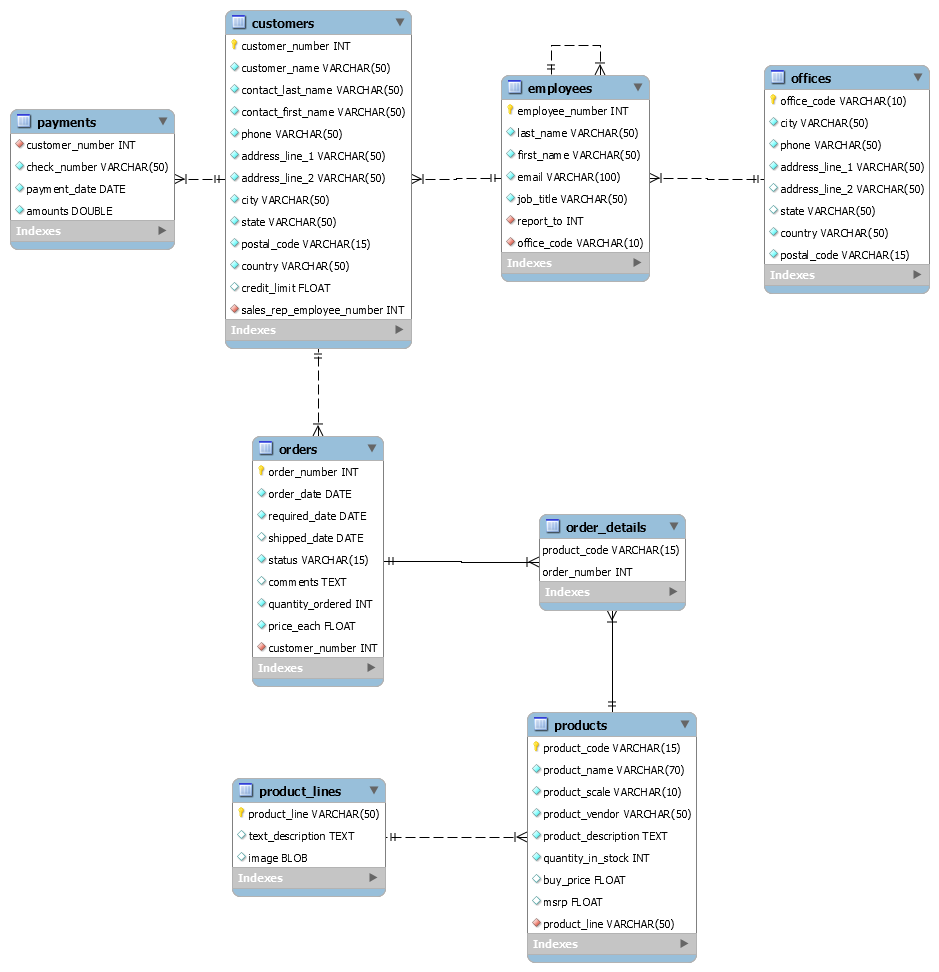 customers
customer_number INT
customer_name VARCHAR(50)
contact_last_name VARCHAR(50)
contact_first_name VARCHAR(50)
phone VARCHAR(50)
address_line_1 VARCHAR(50)
address_line_2 VARCHAR(50)
city VARCHAR(50)
state VARCHAR(50)
postal_code VARCHAR(15)
country VARCHAR(50)
credit_limit FLOAT
sales_rep_employee_number INT
Indexes
payments
customer_number INT
check_number VARCHAR(50)
payment_date DATE
amounts DOUBLE
Indexes
employees
employee_number INT
last_name VARCHAR(50)
first_name VARCHAR(50)
email VARCHAR(100)
job_title VARCHAR(50)
report_to INT
office_code VARCHAR(10)
Indexes
offices
office_code VARCHAR(10)
city VARCHAR(50)
phone VARCHAR(50)
address_line_1 VARCHAR(50)
address_line_2 VARCHAR(50)
state VARCHAR(50)
country VARCHAR(50)
postal_code VARCHAR(15)
Indexes
orders
order_number INT
order_date DATE
required_date DATE
shipped_date DATE
status VARCHAR(15)
comments TEXT
quantity_ordered INT
price_each FLOAT
customer_number INT
Indexes
order_details
product_code VARCHAR(15)
order_number INT
Indexes
products
product_code VARCHAR(15)
product_name VARCHAR(70)
product_scale VARCHAR(10)
product_vendor VARCHAR(50)
product_description TEXT
quantity_in_stock INT
buy_price FLOAT
msrp FLOAT
product_line VARCHAR(50)
Indexes
product_lines
product_line VARCHAR(50)
text_description TEXT
image BLOB
Indexes